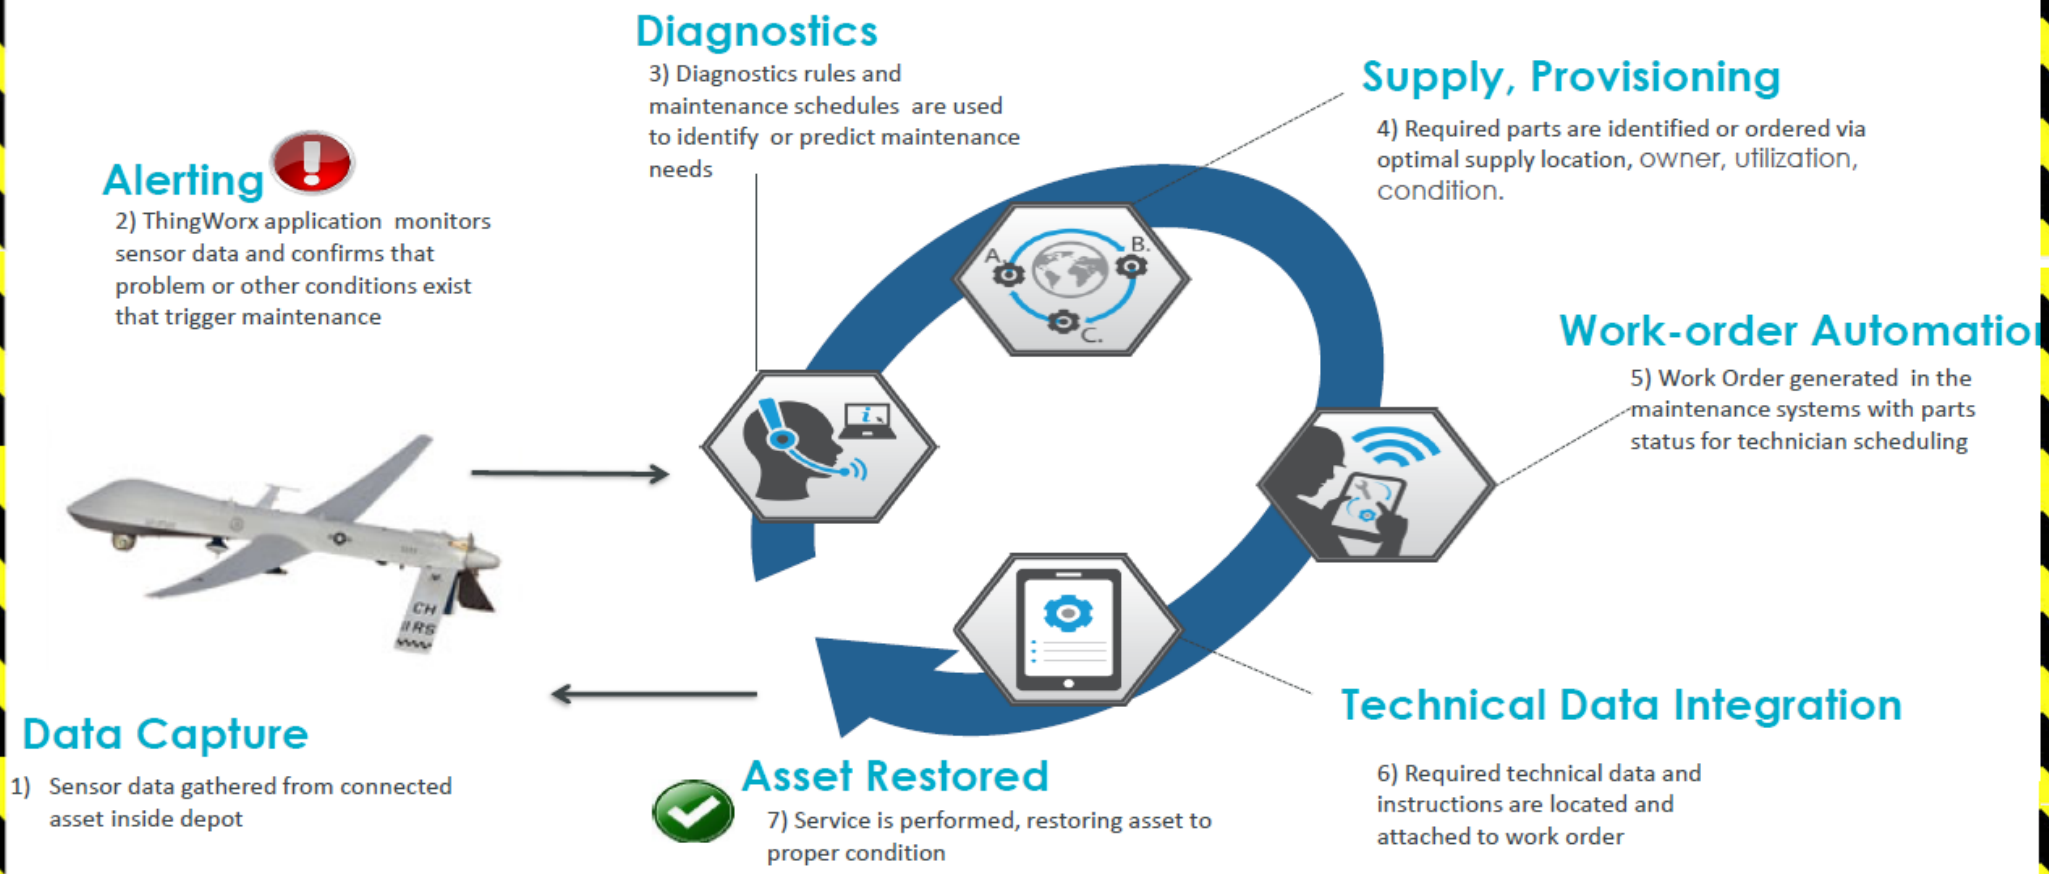 Diagnostics
3) Diagnostics rules and
maintenance schedules are used
to identify or predict maintenance
needs
Supply, Provisioning
4) Required parts are identified or ordered via
optimal supply location, owner, utilization,
condition.
Alerting
2) ThingWorx application monitors
sensor data and confirms that
problem or other conditions exist
that trigger maintenance
A.
B.
C.
i
Work-order Automation
5) Work Order generated in the
maintenance systems with parts
status for technician scheduling
CH
II RS
Data Capture
1) Sensor data gathered from connected
asset inside depot
Asset Restored
7) Service is performed, restoring asset to
proper condition
Technical Data Integration
6) Required technical data and
instructions are located and
attached to work order